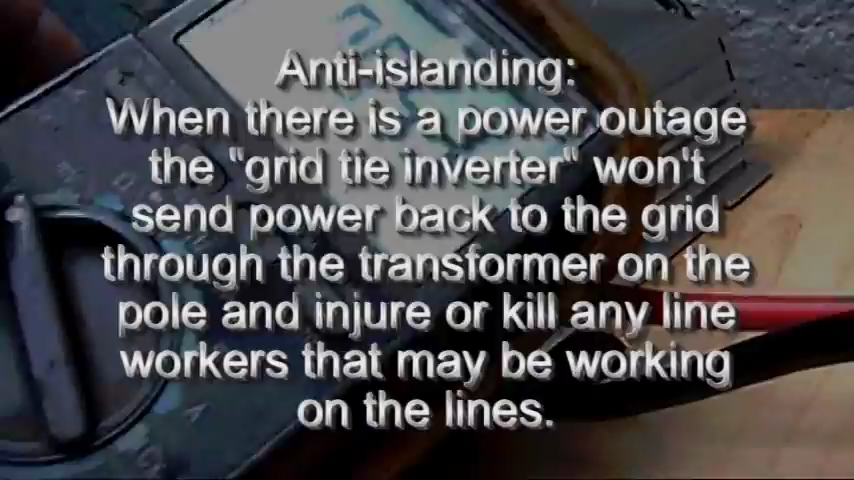 Anti-islanding:
When there is a power outage
the "grid tie inverter" won't
send power back to the grid
through the transformer on the
pole and injure or kill any line
workers that may be working
on the lines.